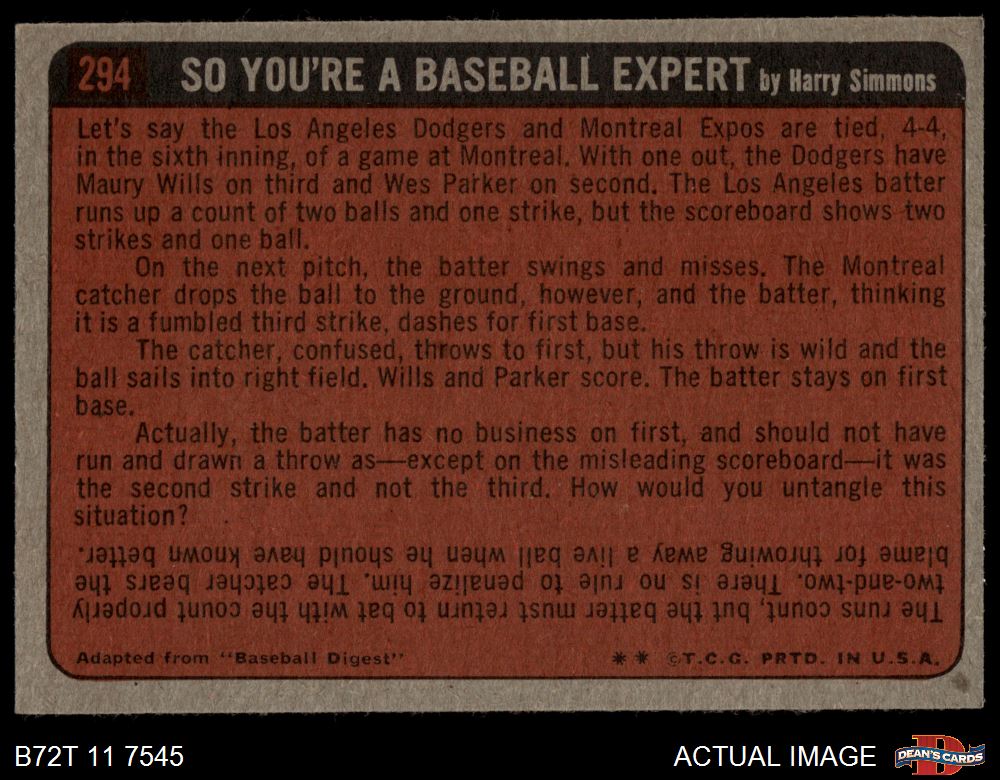 294 SO YOU'RE A BASEBALL EXPERT by Harry Simmons
Let's say the Los Angeles Dodgers and Montreal Expos are tied, 4-4,
in the sixth inning, of a game at Montreal. With one out, the Dodgers have
Maury Wills on third and Wes Parker on second. The Los Angeles batter
runs up a count of two balls and one strike, but the scoreboard shows two
strikes and one ball.
On the next pitch, the batter swings and misses. The Montreal
catcher drops the ball to the ground, however, and the batter, thinking
it is a fumbled third strike, dashes for first base.
The catcher, confused, throws to first, but his throw is wild and the
ball sails into right field. Wills and Parker score. The batter stays on first
base.
Actually, the batter has no business on first, and should not have
run and drawn a throw as—except on the misleading scoreboard—it was
the second strike and not the third. How would you untangle this
situation?
The runs count, but the batter must return to bat with the count properly
two-and-two. There is no rule to penalize him. The catcher bears the
blame for throwing away a live ball when he should have known better.
Adapted from "Baseball Digest" ** ©T.C.G. PRTD. IN U.S.A.
B72T 11 7545 ACTUAL IMAGE DEAN'S CARDS